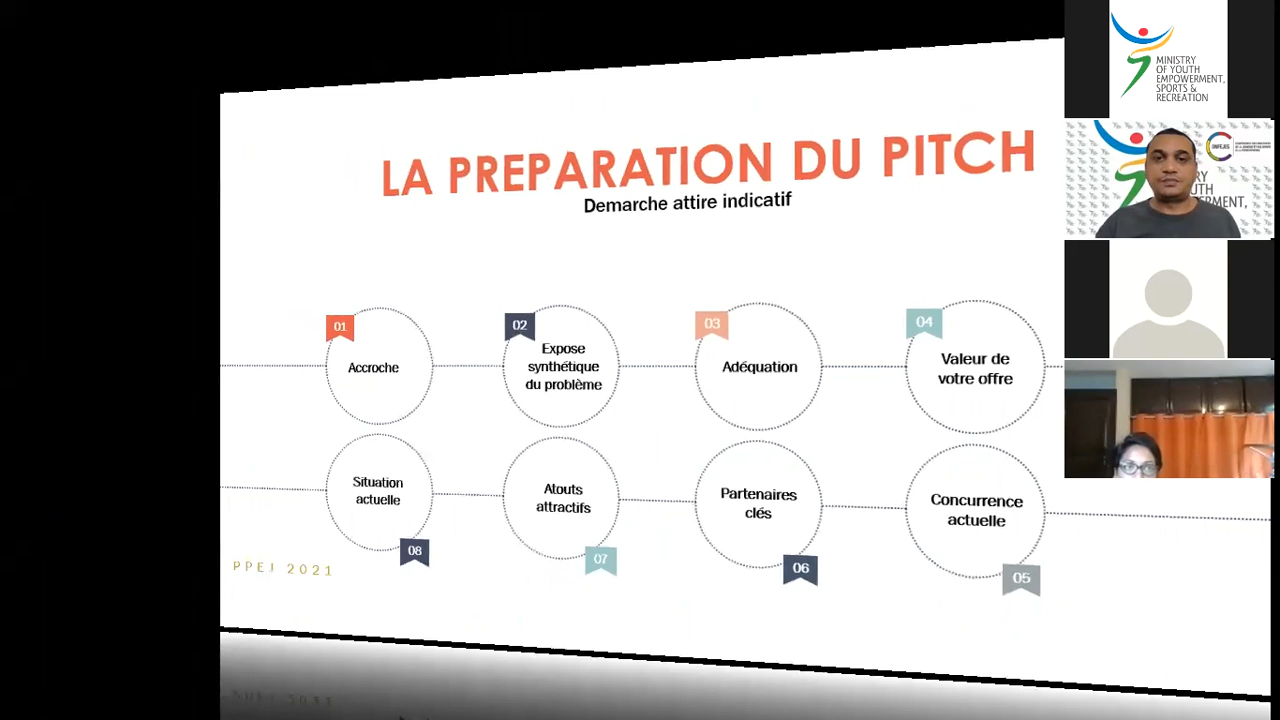 LA PREPARATION DU PITCH
Demarche attire indicatif
01
Accroche
02
Expose
synthétique
du problème
03
Adéquation
04
Valeur de
votre offre
Situation
actuelle
08
Atouts
attractifs
07
Partenaires
clés
06
Concurrence
actuelle
05
PPEJ 2021
MINISTRY
OF YOUTH
EMPOWERMENT,
SPORTS &
RECREATION
CONFEJES